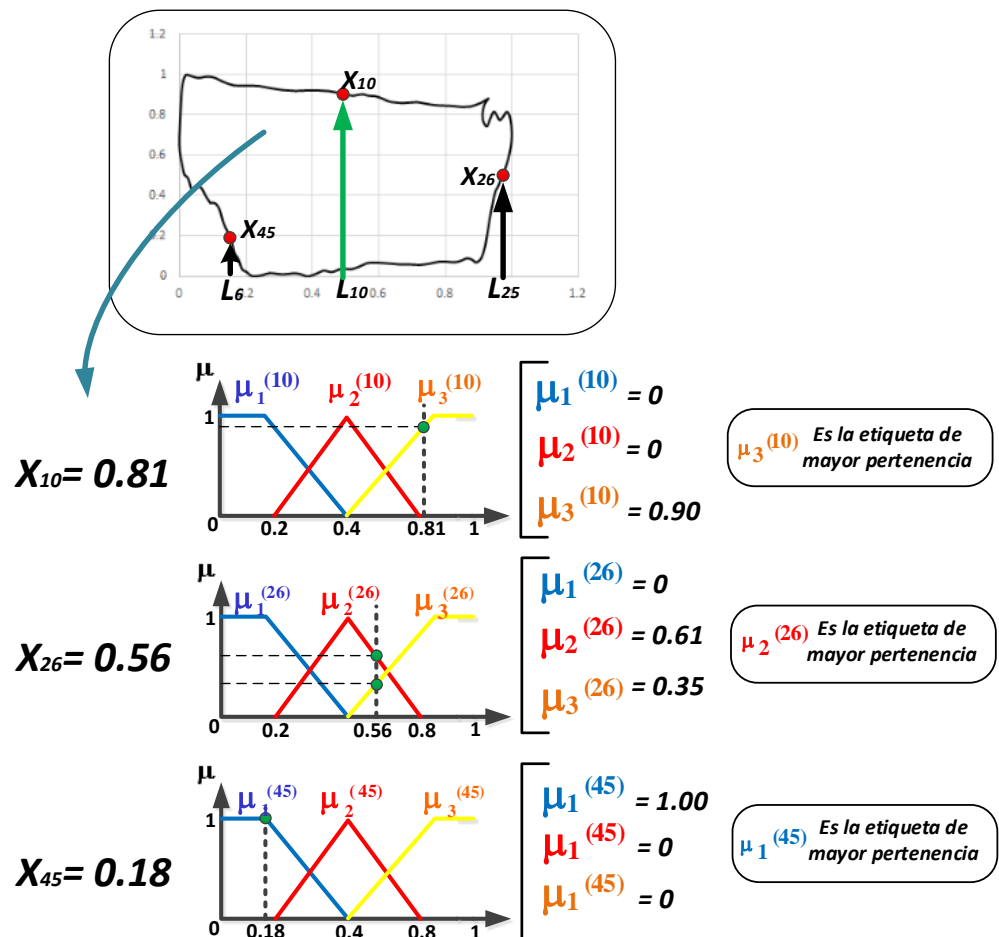 1.2
1
0.8
0.6
0.4
0.2
0
X10
X26
X45
L6 L10 L25
0 0.2 0.4 0.6 0.8 1.2
X10= 0.81
μ
1
μ1(10) μ2(10) μ3(10)
0 0.2 0.4 0.81 1
μ1(10) = 0
μ2(10) = 0
μ3(10) = 0.90
μ3(10) Es la etiqueta de
mayor pertenencia
X26= 0.56
μ
1
μ1(26) μ2(26) μ3(26)
0 0.2 0.56 0.8 1
μ1(26) = 0
μ2(26) = 0.61
μ3(26) = 0.35
μ2(26) Es la etiqueta de
mayor pertenencia
X45= 0.18
μ
1
μ1(45) μ2(45) μ3(45)
0 0.18 0.4 0.8 1
μ1(45) = 1.00
μ1(45) = 0
μ1(45) = 0
μ1(45) Es la etiqueta de
mayor pertenencia